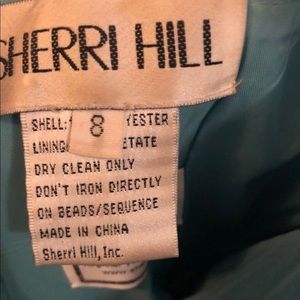 SHERRI HILL
SHELL: 8 YESTER
LINING ETATE
DRY CLEAN ONLY
DON'T IRON DIRECTLY
ON BEADS/SEQUENCE
MADE IN CHINA
Sherri Hill, Inc.